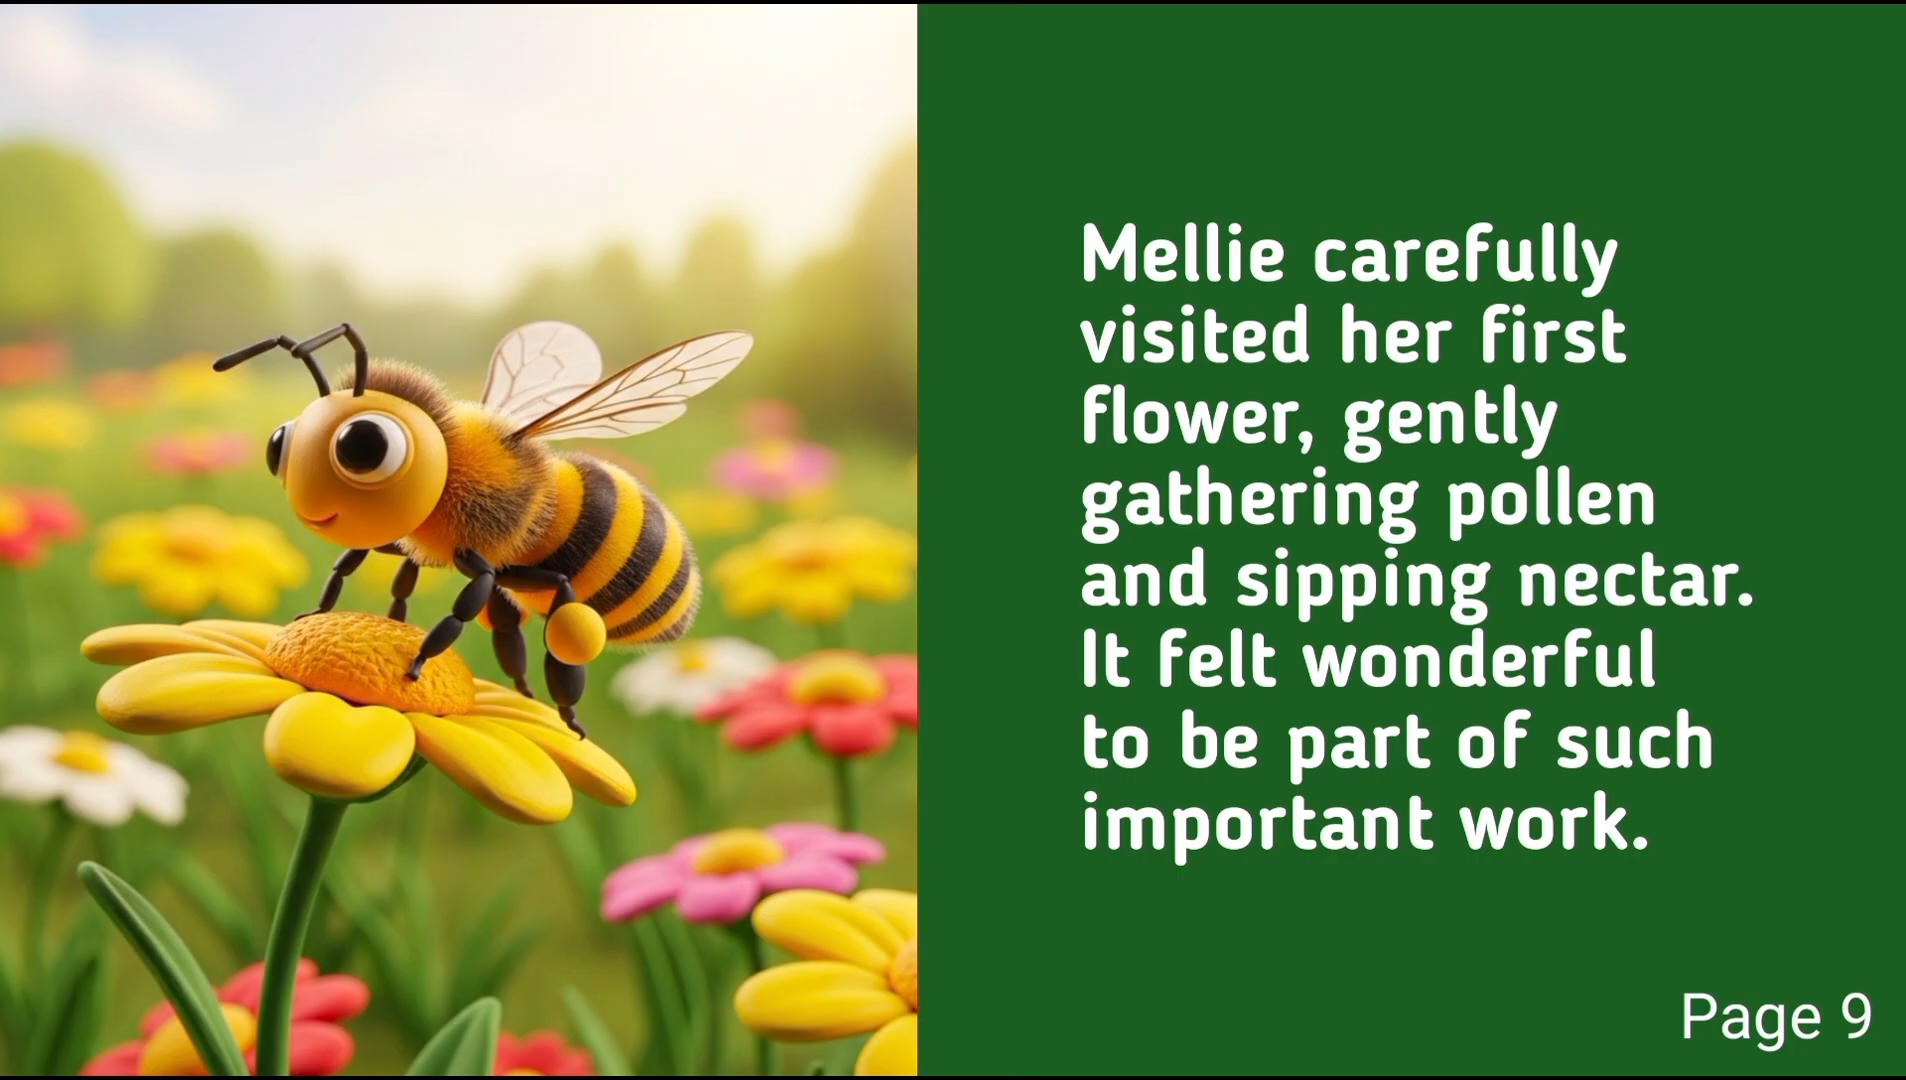 Mellie carefully
visited her first
flower, gently
gathering pollen
and sipping nectar.
It felt wonderful
to be part of such
important work.
Page 9